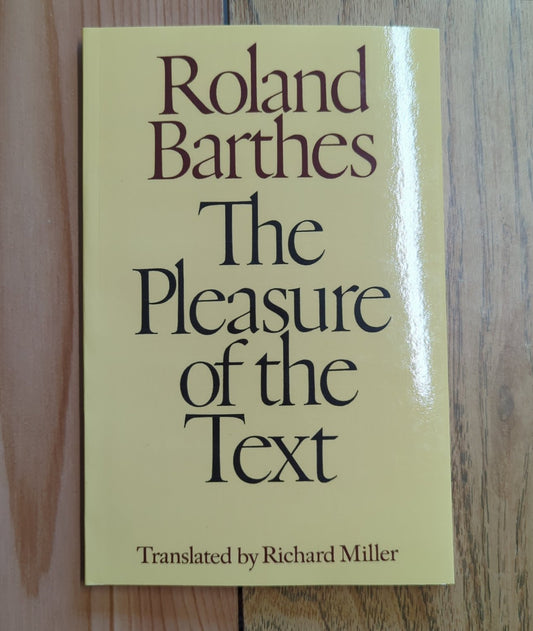 Roland
Barthes
The
Pleasure
of the
Text
Translated by Richard Miller